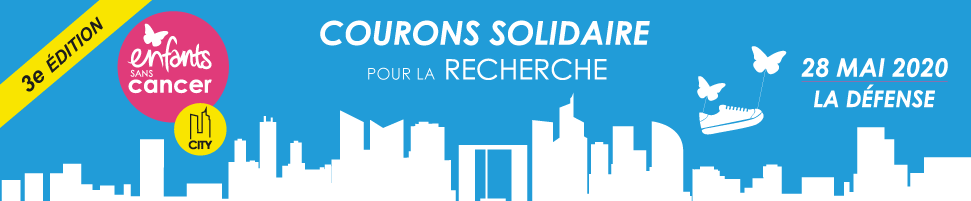 3e ÉDITION
enfants
SANS
cancer
CITY
COURONS SOLIDAIRE
POUR LA RECHERCHE
28 MAI 2020
LA DÉFENSE